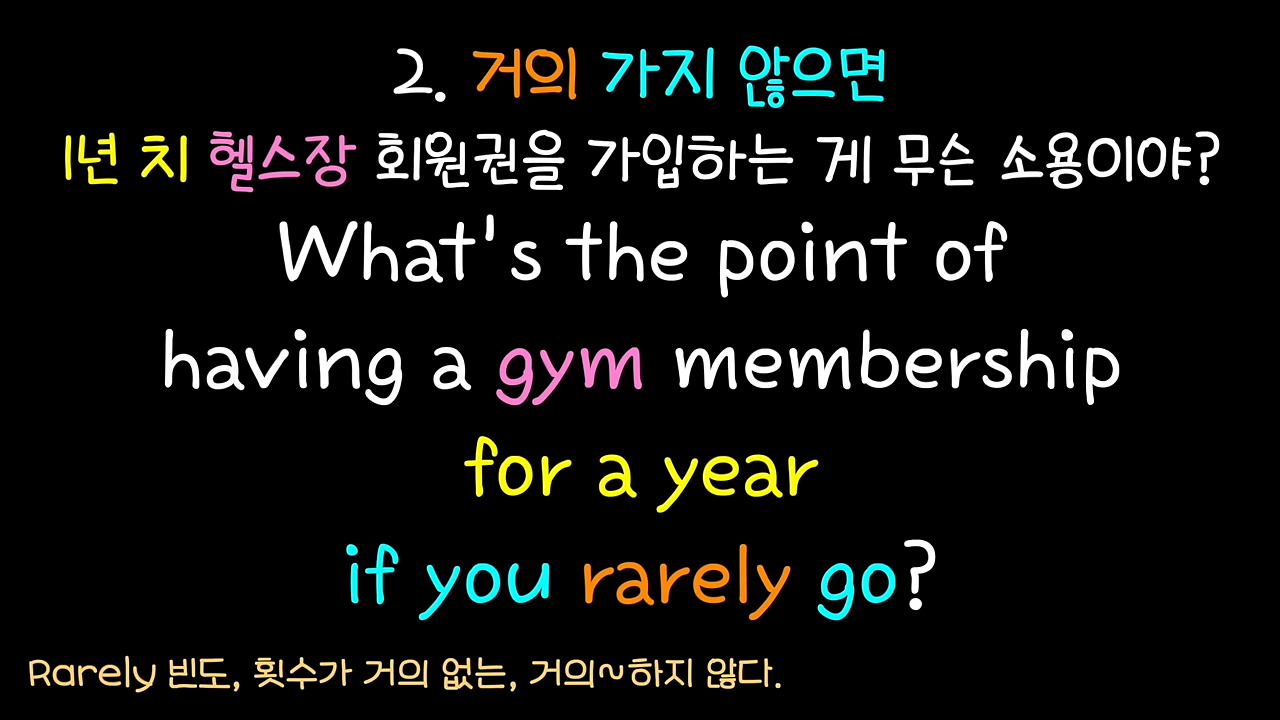 2. 거의 가지 않으면
1년 치 헬스장 회원권을 가입하는 게 무슨 소용이야?
What's the point of
having a gym membership
for a year
if you rarely go?
Rarely 빈도, 횟수가 거의 없는, 거의~하지 않다.